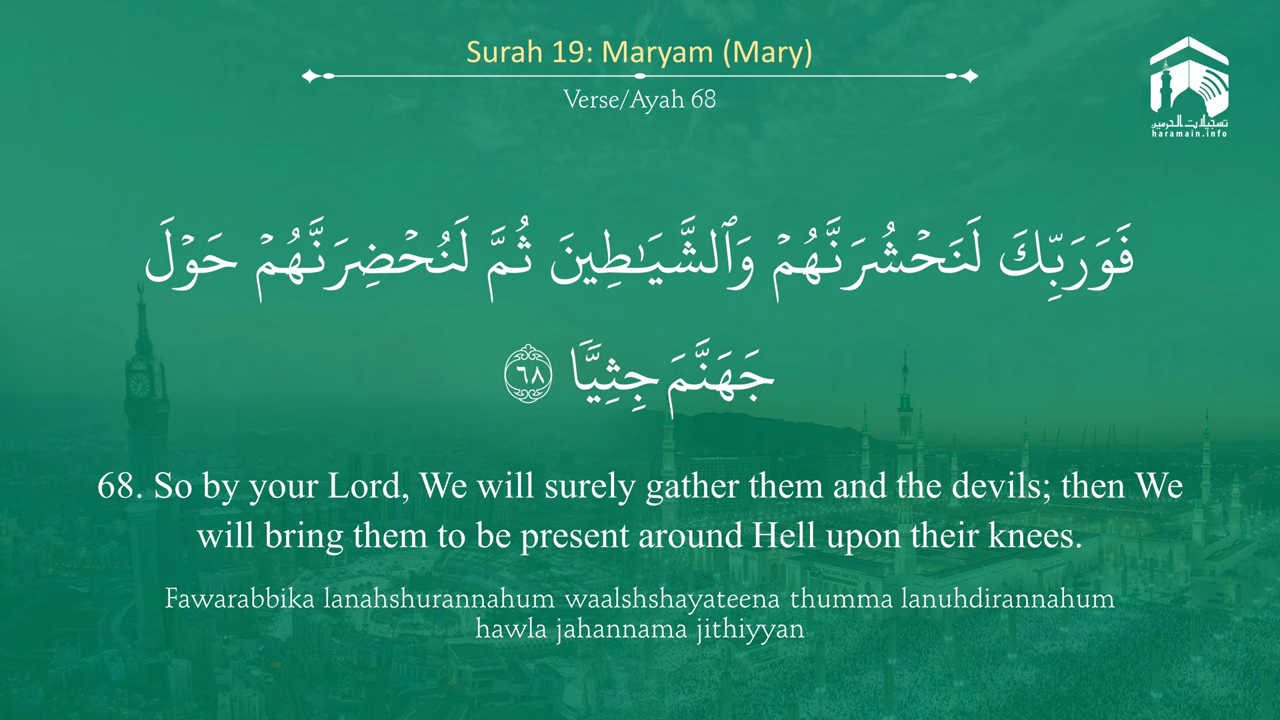 Surah 19: Maryam (Mary)
Verse/Ayah 68
تسجيلات الحرمين
haramain.info
فَوَرَبِّكَ لَنَحۡشُرَنَّهُمۡ وَٱلشَّيَٰطِينَ ثُمَّ لَنُحۡضِرَنَّهُمۡ حَوۡلَ
جَهَنَّمَ جِثِيّٗا ٦٨
68. So by your Lord, We will surely gather them and the devils; then We
will bring them to be present around Hell upon their knees.
Fawarabbika lanahshurannahum waalshshayateena thumma lanuhdirannahum
hawla jahannama jithiyyan